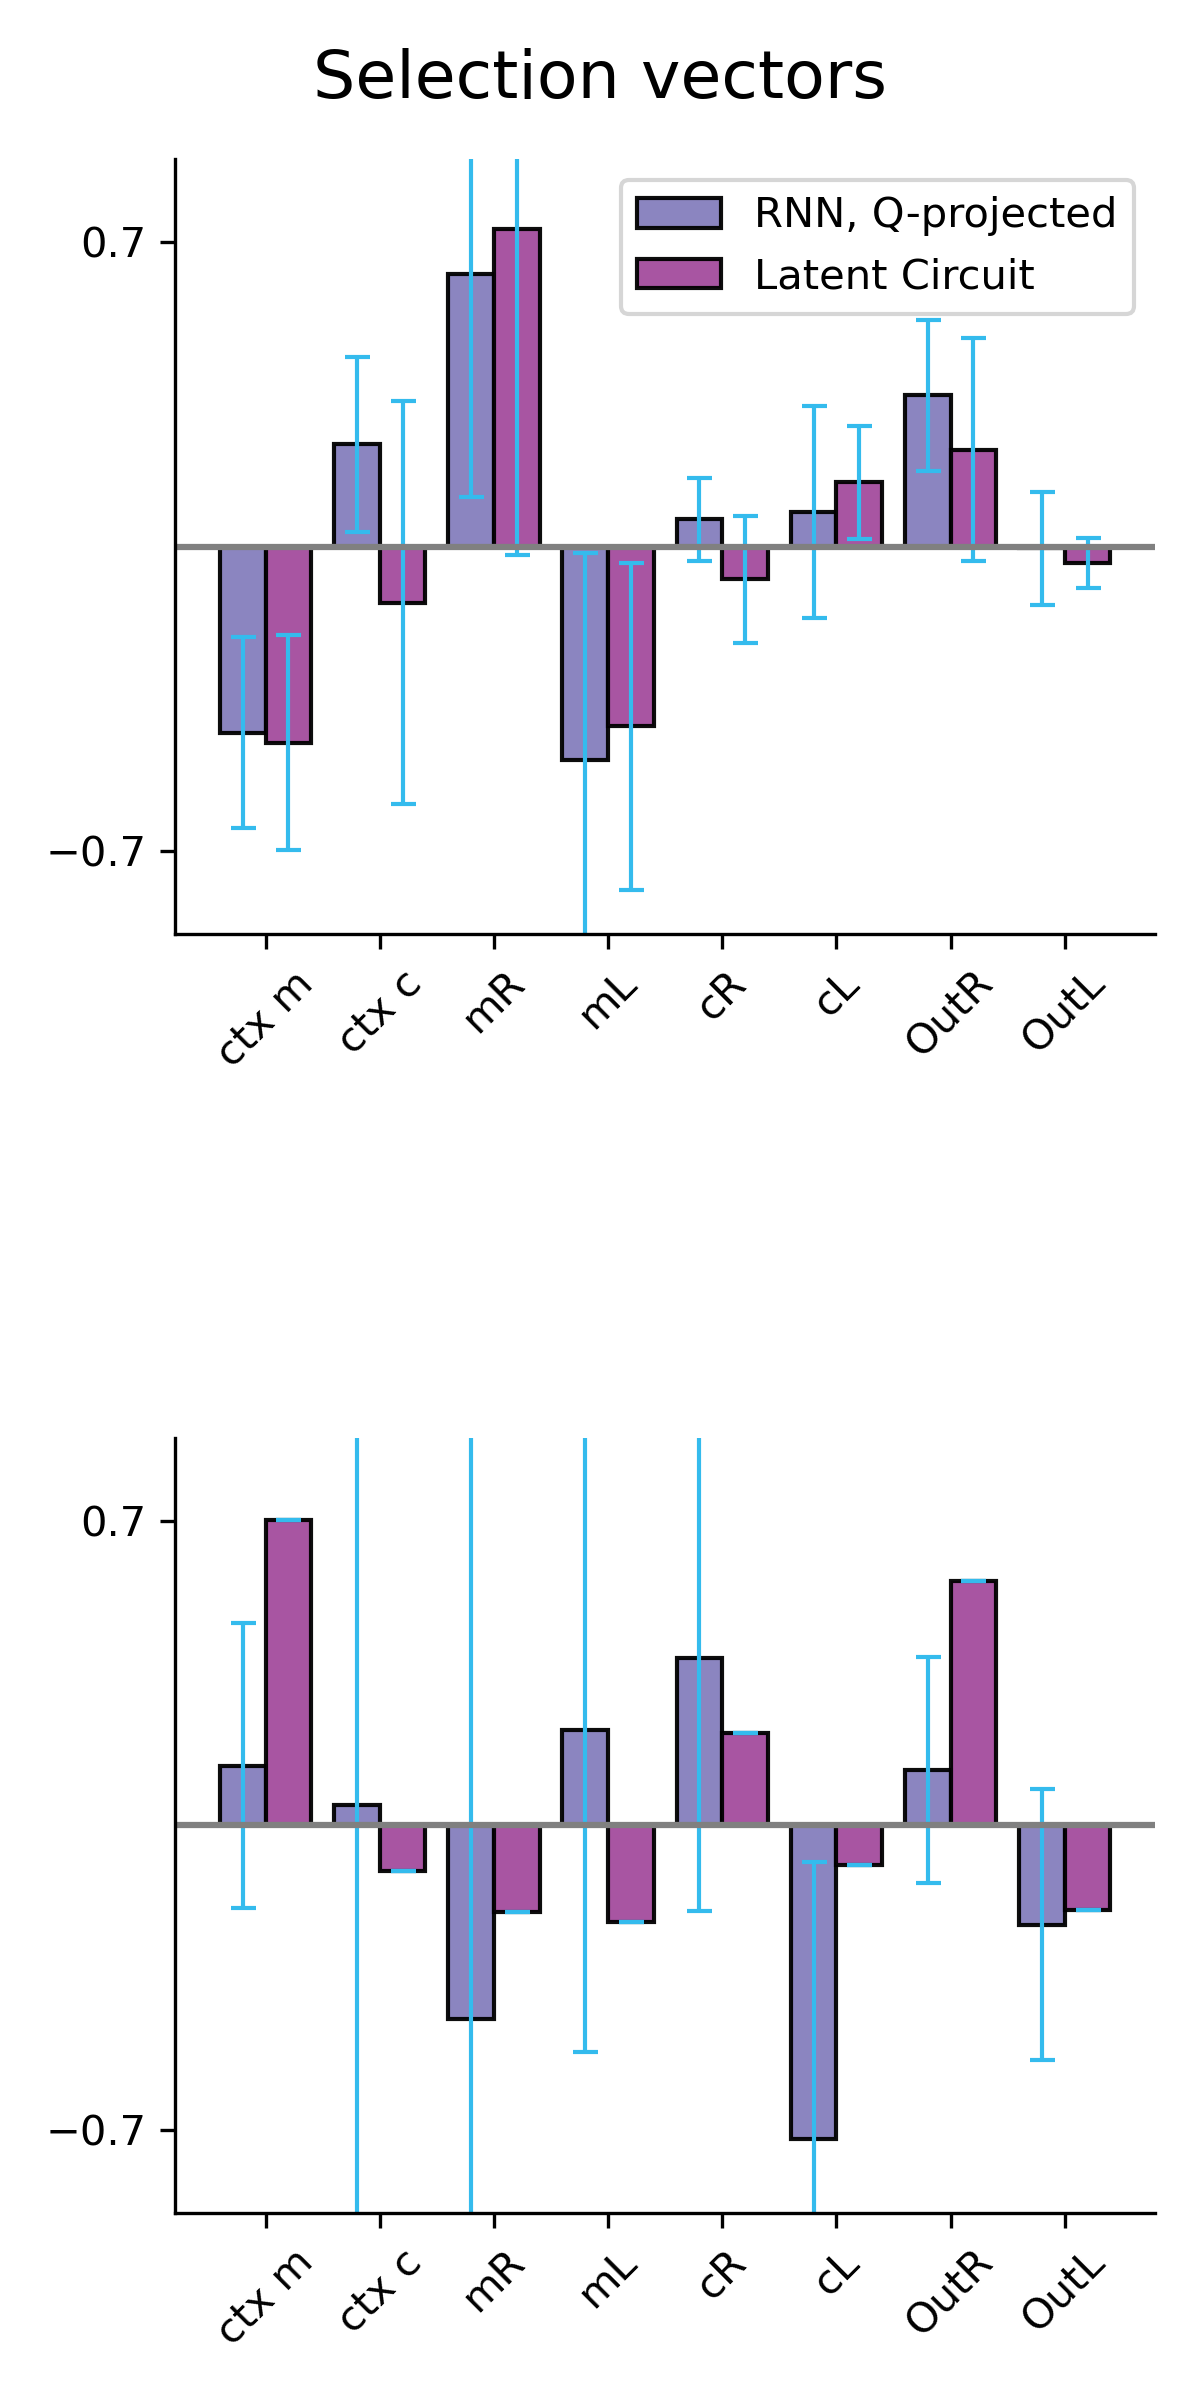 Selection vectors
0.7
−0.7
RNN, Q-projected
Latent Circuit
ctx m
ctx c
mR
mL
cR
cL
OutR
OutL
0.7
−0.7
ctx m
ctx c
mR
mL
cR
cL
OutR
OutL